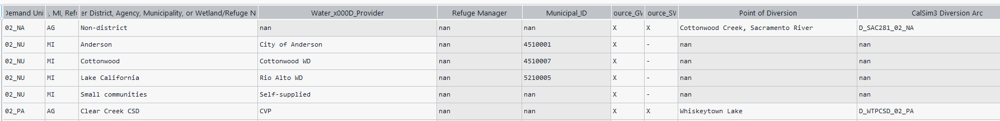 Demand Uni , MI, Refu er District, Agency, Municipality, or Wetland/Refuge N Water_x000D_Provider Refuge Manager Municipal_ID ource_GW ource_SW Point of Diversion CalSim3 Diversion Arc
02_NA AG Non-district nan nan nan X X Cottonwood Creek, Sacramento River D_SAC281_02_NA
02_NU MI Anderson City of Anderson nan 4510001 X - nan nan
02_NU MI Cottonwood Cottonwood WD nan 4510007 X - nan nan
02_NU MI Lake California Rio Alto WD nan 5210005 X - nan nan
02_NU MI Small communities Self-supplied nan nan X - nan nan
02_PA AG Clear Creek CSD CVP nan nan X X Whiskeytown Lake D_WTPCSD_02_PA